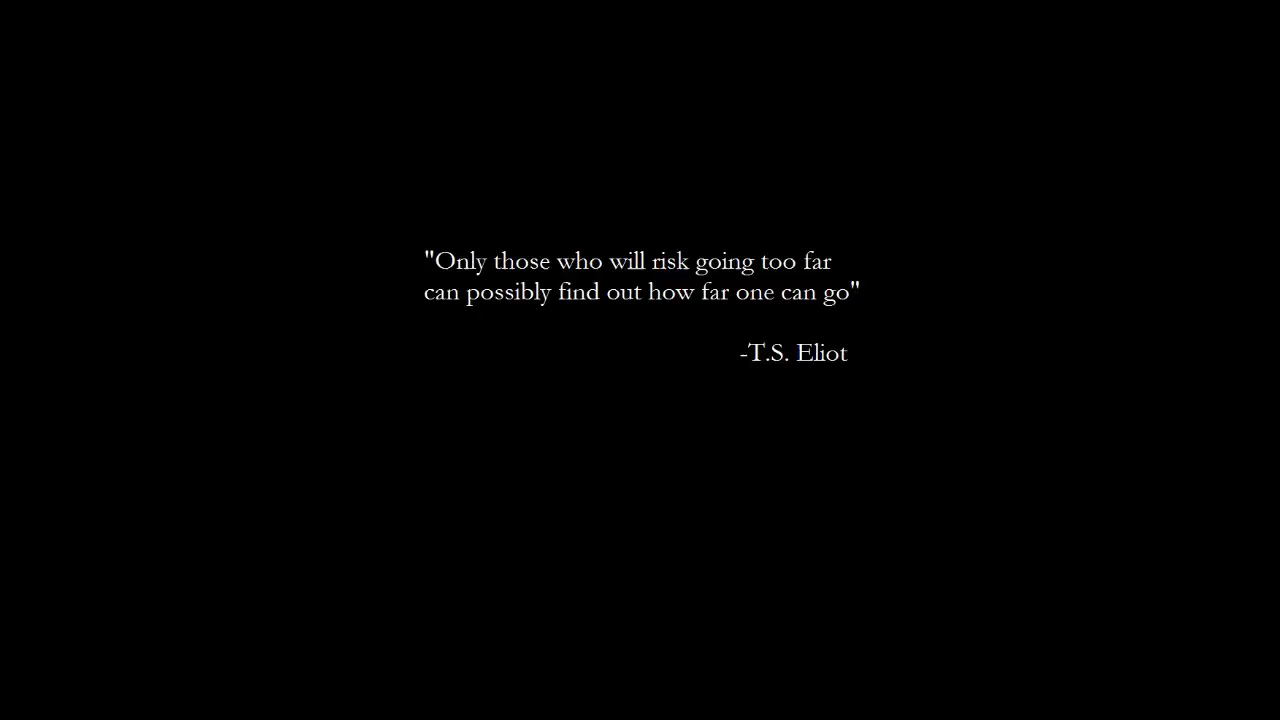 "Only those who will risk going too far
can possibly find out how far one can go"
-T.S. Eliot